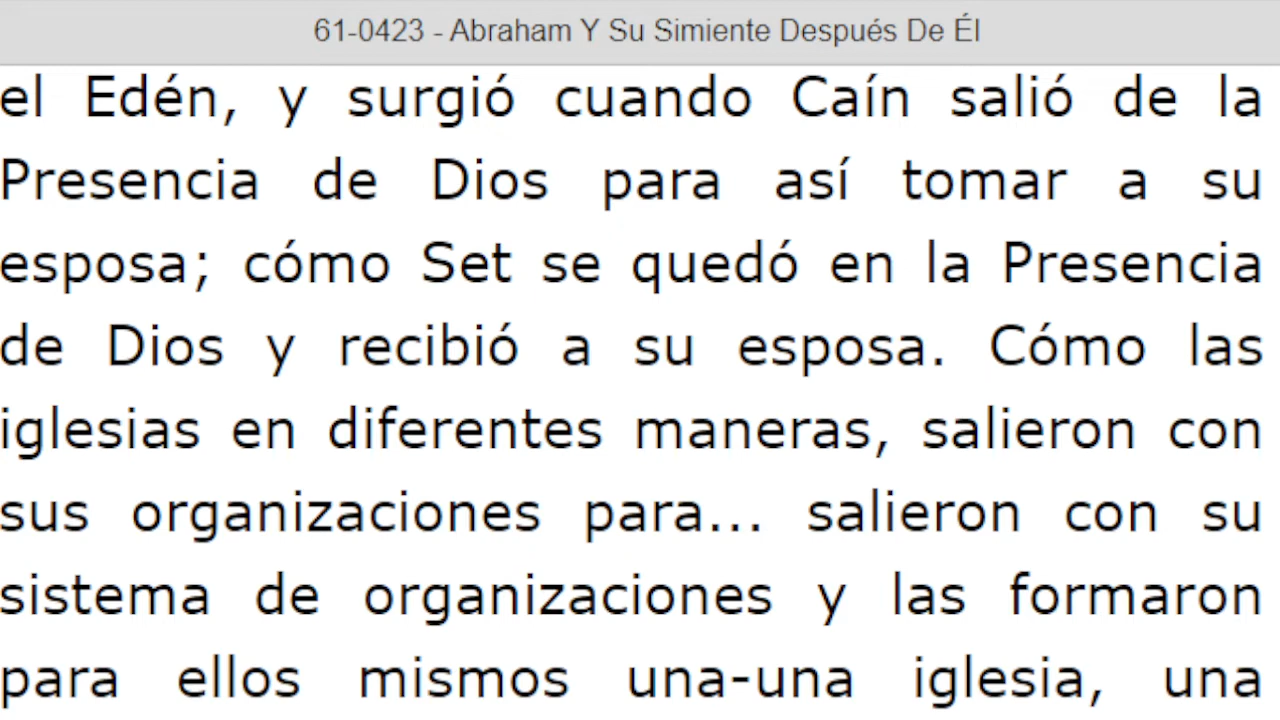 61-0423 - Abraham Y Su Simiente Después De Él
el Edén, y surgió cuando Caín salió de la
Presencia de Dios para así tomar a su
esposa; cómo Set se quedó en la Presencia
de Dios y recibió a su esposa. Cómo las
iglesias en diferentes maneras, salieron con
sus organizaciones para... salieron con su
sistema de organizaciones y las formaron
para ellos mismos una-una iglesia, una